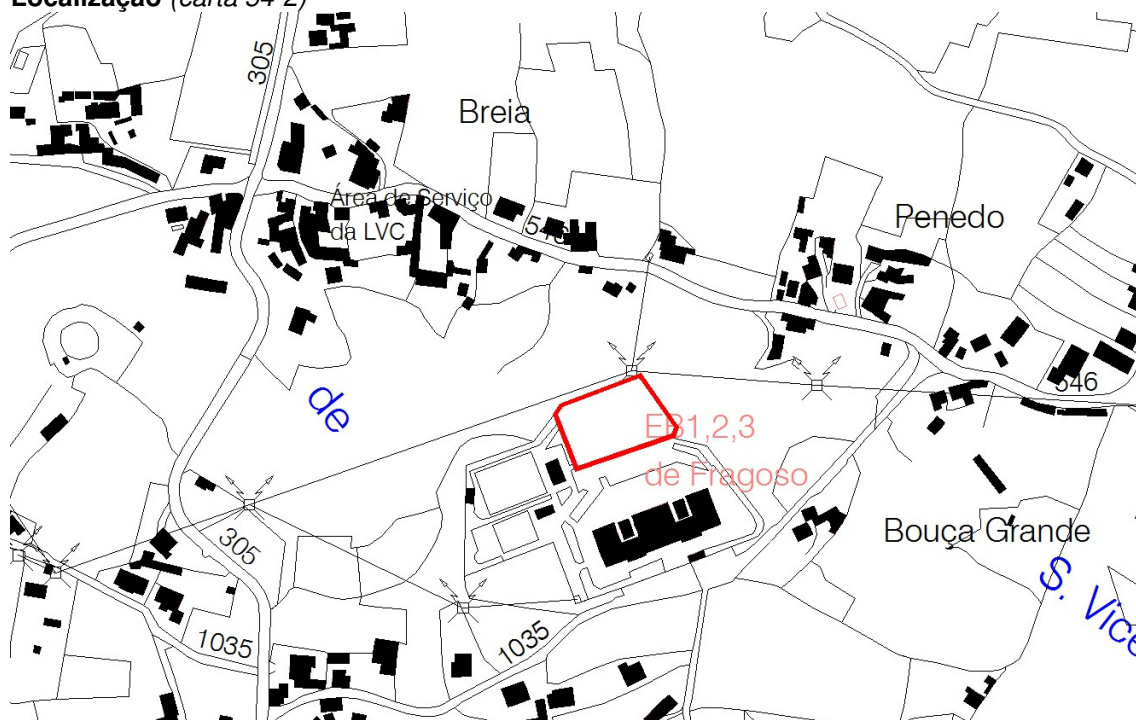 Localização (carta 54-2)
305
Breia
Área de Serviço
da LVC
546
Penedo
546
de
EB1,2,3
de Fragoso
Bouça Grande
305
S. Vice
1035
1035